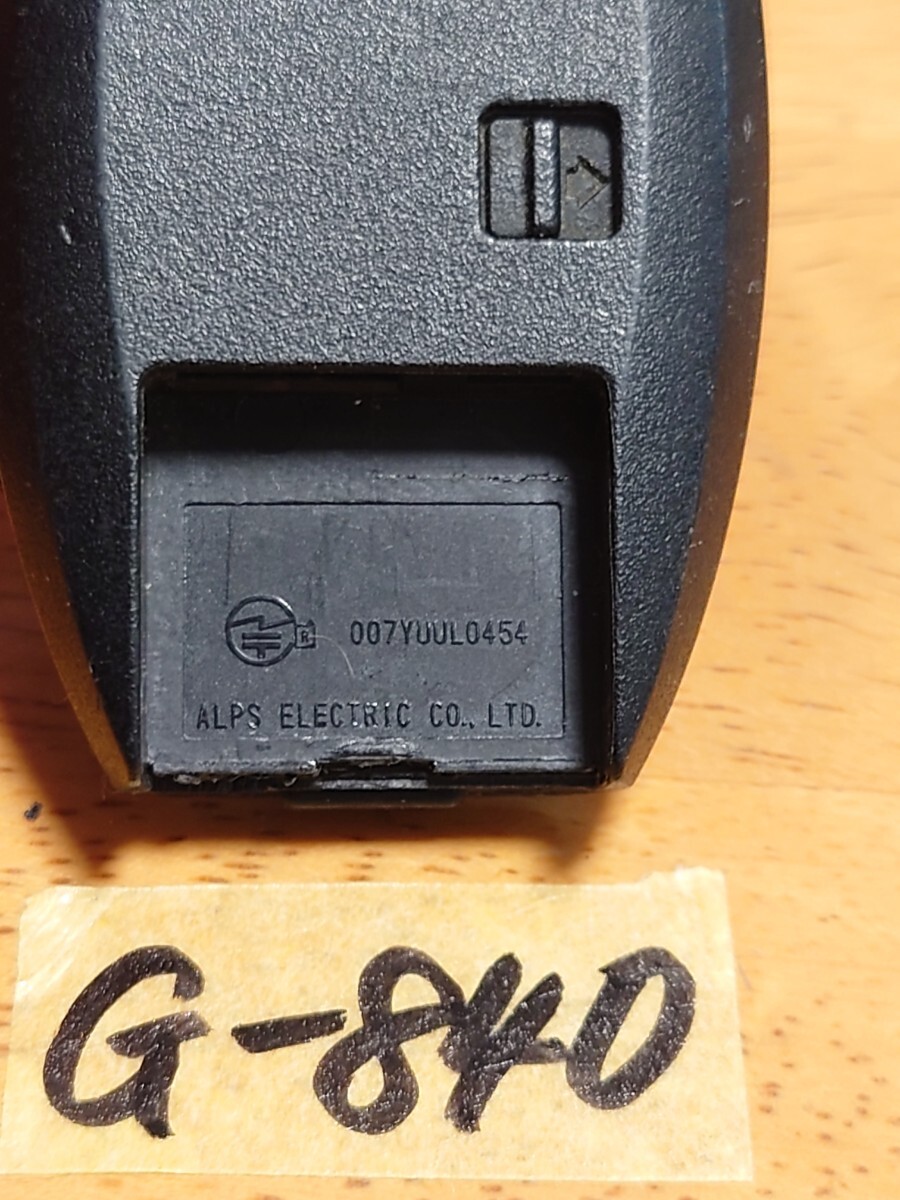 R 007YUUL0454
ALPS ELECTRIC CO., LTD.
G-840